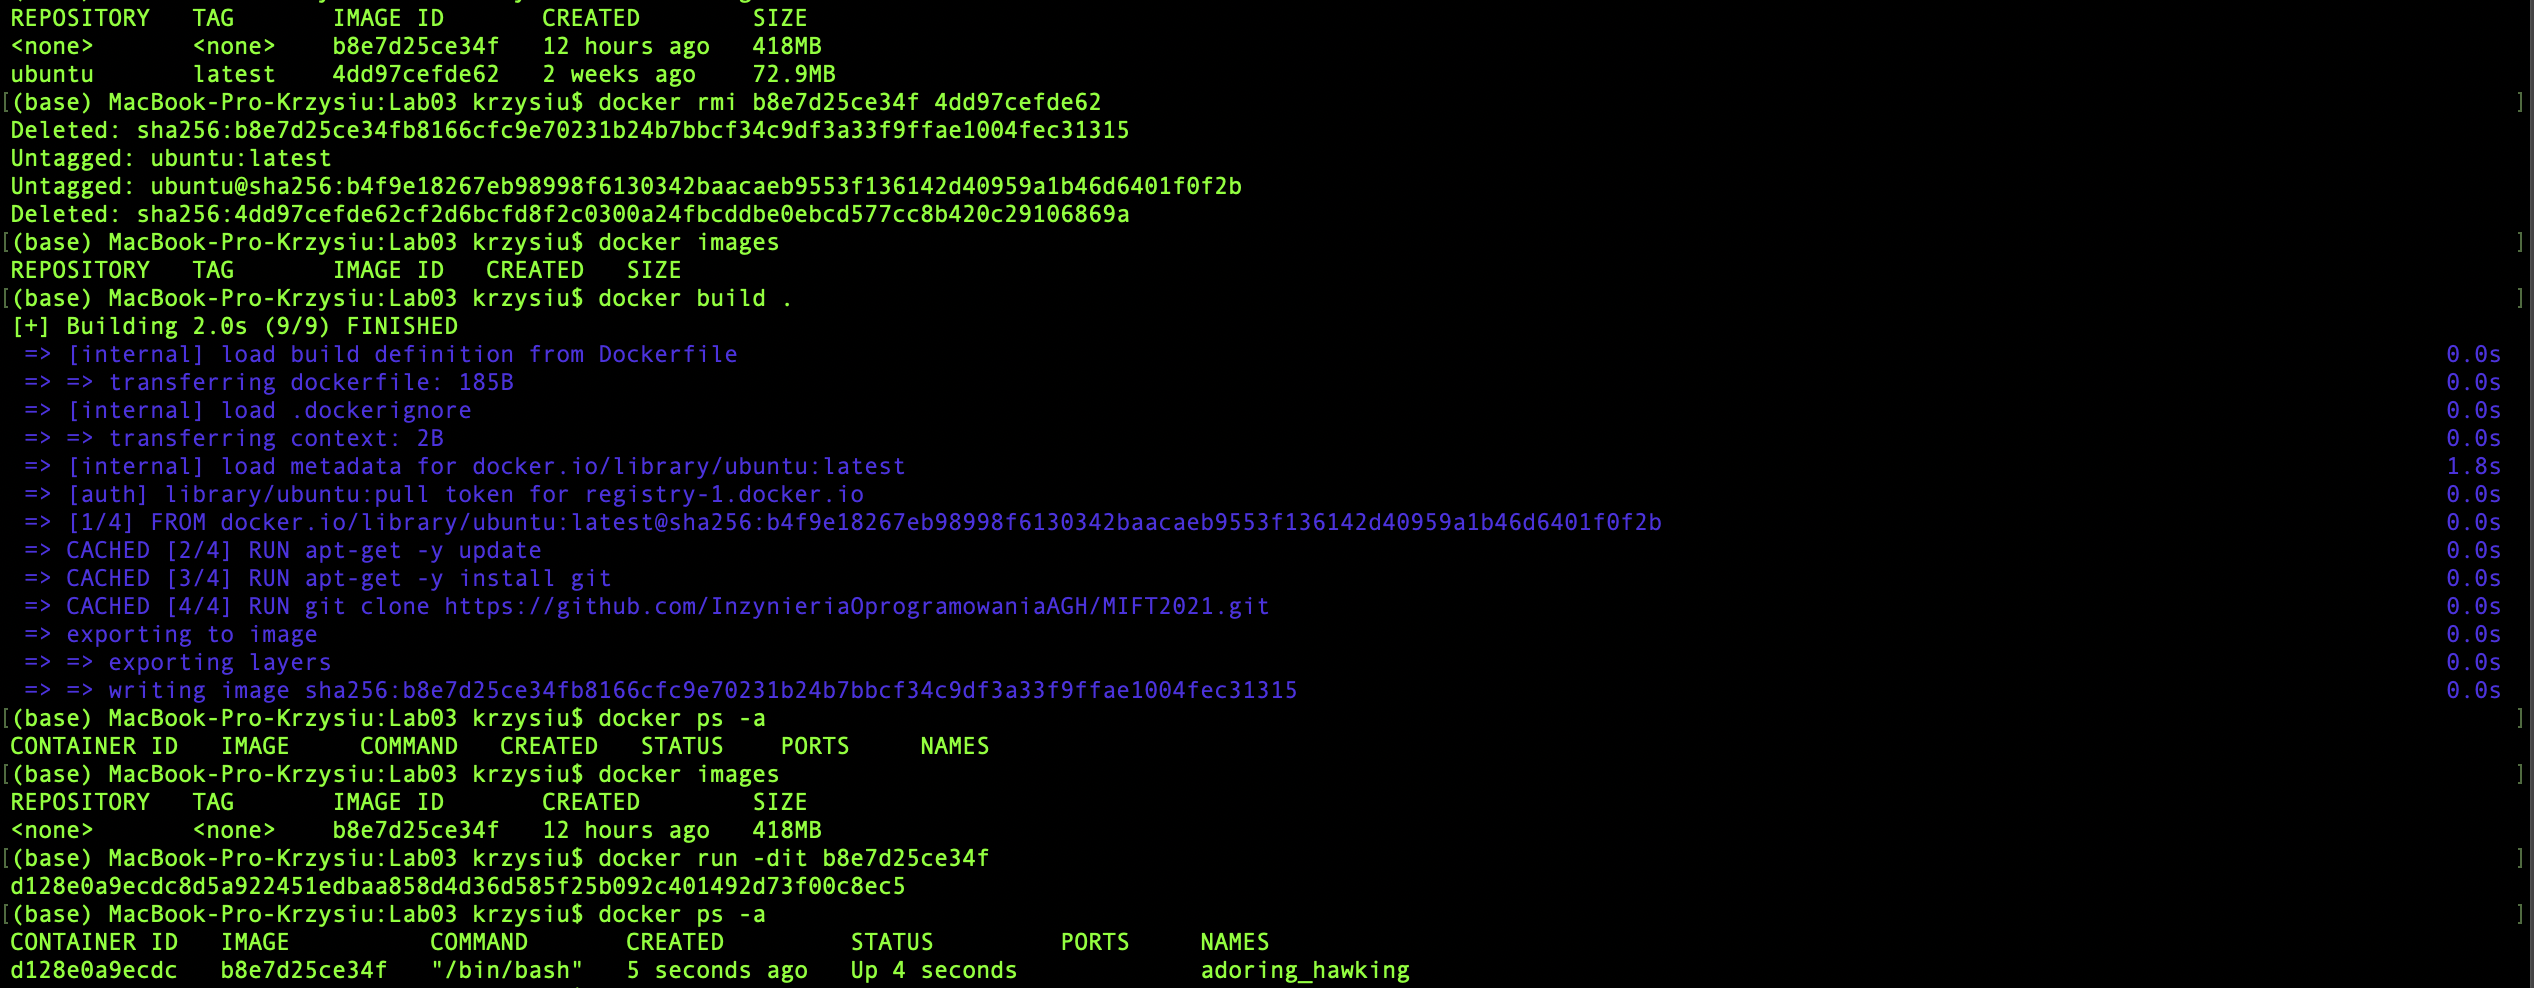 REPOSITORY   TAG       IMAGE ID       CREATED        SIZE
<none>       <none>    b8e7d25ce34f   12 hours ago   418MB
ubuntu       latest    4dd97cefde62   2 weeks ago    72.9MB
[(base) MacBook-Pro-Krzysiu:Lab03 krzysiu$ docker rmi b8e7d25ce34f 4dd97cefde62 ]
Deleted: sha256:b8e7d25ce34fb8166cfc9e70231b24b7bbcf34c9df3a33f9ffae1004fec31315
Untagged: ubuntu:latest
Untagged: ubuntu@sha256:b4f9e18267eb98998f6130342baacaeb9553f136142d40959a1b46d6401f0f2b
Deleted: sha256:4dd97cefde62cf2d6bcfd8f2c0300a24fbcddbe0ebcd577cc8b420c29106869a
[(base) MacBook-Pro-Krzysiu:Lab03 krzysiu$ docker images ]
REPOSITORY   TAG       IMAGE ID   CREATED   SIZE
[(base) MacBook-Pro-Krzysiu:Lab03 krzysiu$ docker build . ]
[+] Building 2.0s (9/9) FINISHED
=> [internal] load build definition from Dockerfile 0.0s
=> => transferring dockerfile: 185B 0.0s
=> [internal] load .dockerignore 0.0s
=> => transferring context: 2B 0.0s
=> [internal] load metadata for docker.io/library/ubuntu:latest 1.8s
=> [auth] library/ubuntu:pull token for registry-1.docker.io 0.0s
=> [1/4] FROM docker.io/library/ubuntu:latest@sha256:b4f9e18267eb98998f6130342baacaeb9553f136142d40959a1b46d6401f0f2b 0.0s
=> CACHED [2/4] RUN apt-get -y update 0.0s
=> CACHED [3/4] RUN apt-get -y install git 0.0s
=> CACHED [4/4] RUN git clone https://github.com/InzynieriaOprogramowaniaAGH/MIFT2021.git 0.0s
=> exporting to image 0.0s
=> => exporting layers 0.0s
=> => writing image sha256:b8e7d25ce34fb8166cfc9e70231b24b7bbcf34c9df3a33f9ffae1004fec31315 0.0s
[(base) MacBook-Pro-Krzysiu:Lab03 krzysiu$ docker ps -a ]
CONTAINER ID   IMAGE     COMMAND   CREATED   STATUS    PORTS     NAMES
[(base) MacBook-Pro-Krzysiu:Lab03 krzysiu$ docker images ]
REPOSITORY   TAG       IMAGE ID       CREATED        SIZE
<none>       <none>    b8e7d25ce34f   12 hours ago   418MB
[(base) MacBook-Pro-Krzysiu:Lab03 krzysiu$ docker run -dit b8e7d25ce34f ]
d128e0a9ecdc8d5a922451edbaa858d4d36d585f25b092c401492d73f00c8ec5
[(base) MacBook-Pro-Krzysiu:Lab03 krzysiu$ docker ps -a ]
CONTAINER ID   IMAGE          COMMAND       CREATED         STATUS         PORTS     NAMES
d128e0a9ecdc   b8e7d25ce34f   "/bin/bash"   5 seconds ago   Up 4 seconds             adoring_hawking